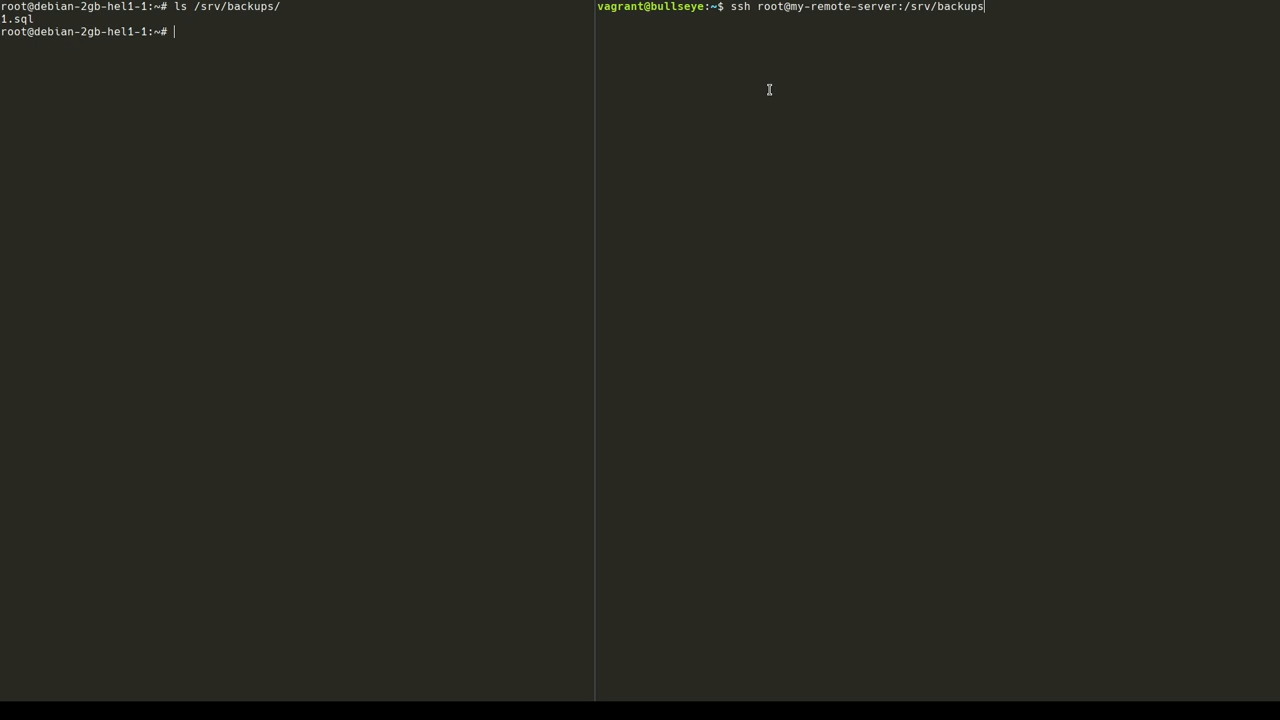 root@debian-2gb-hel1-1:~# ls /srv/backups/
1.sql
root@debian-2gb-hel1-1:~#
vagrant@bullseye:~$ ssh root@my-remote-server:/srv/backups